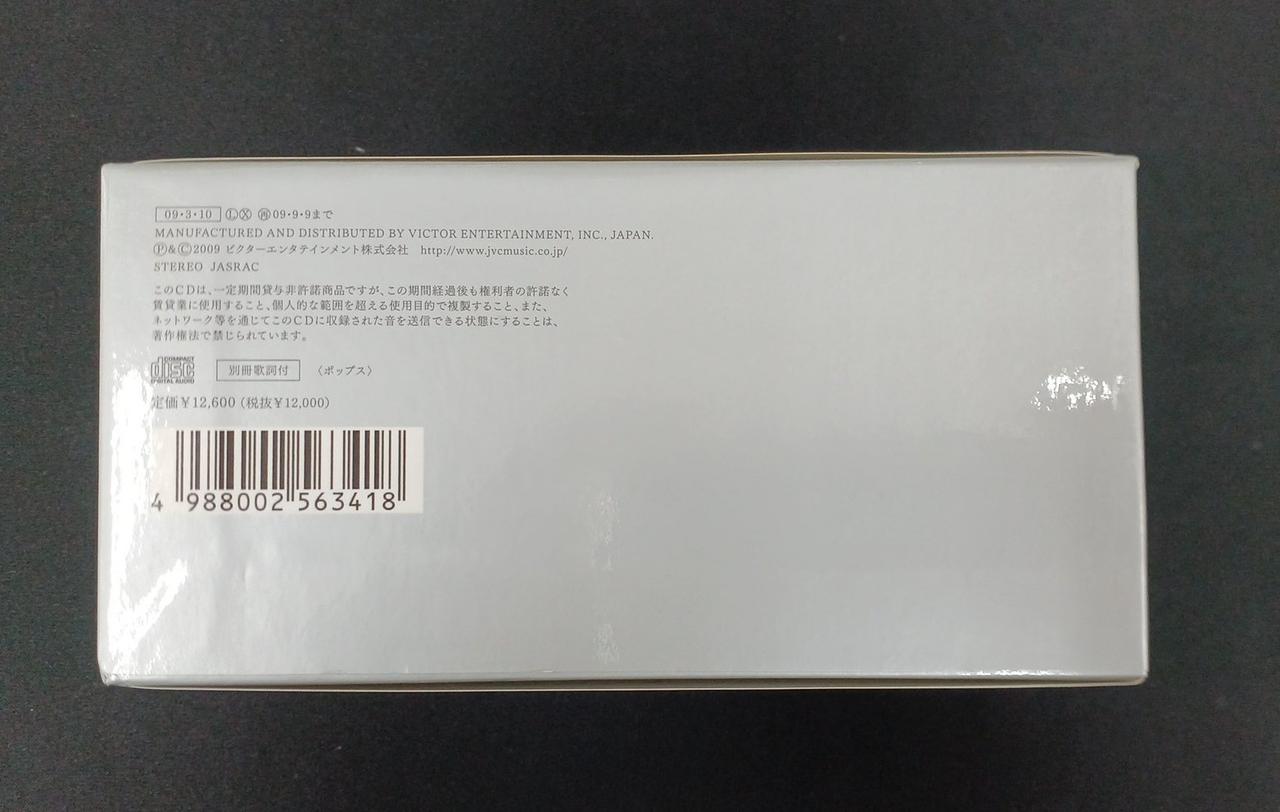 09・3・10 ⓁⓍ ㊢09・9・9まで
MANUFACTURED AND DISTRIBUTED BY VICTOR ENTERTAINMENT, INC., JAPAN.
Ⓟ&Ⓒ2009 ビクターエンタテインメント株式会社 http://www.jvcmusic.co.jp/
STEREO JASRAC
このCDは、一定期間貸与非許諾商品ですが、この期間経過後も権利者の許諾なく
賃貸業に使用すること、個人的な範囲を超える使用目的で複製すること、また、
ネットワーク等を通じてこのCDに収録された音を送信できる状態にすることは、
著作権法で禁じられています。
COMPACT
disc
DIGITAL AUDIO
別冊歌詞付 〈ポップス〉
定価¥12,600(税抜¥12,000)
4 988002 563418